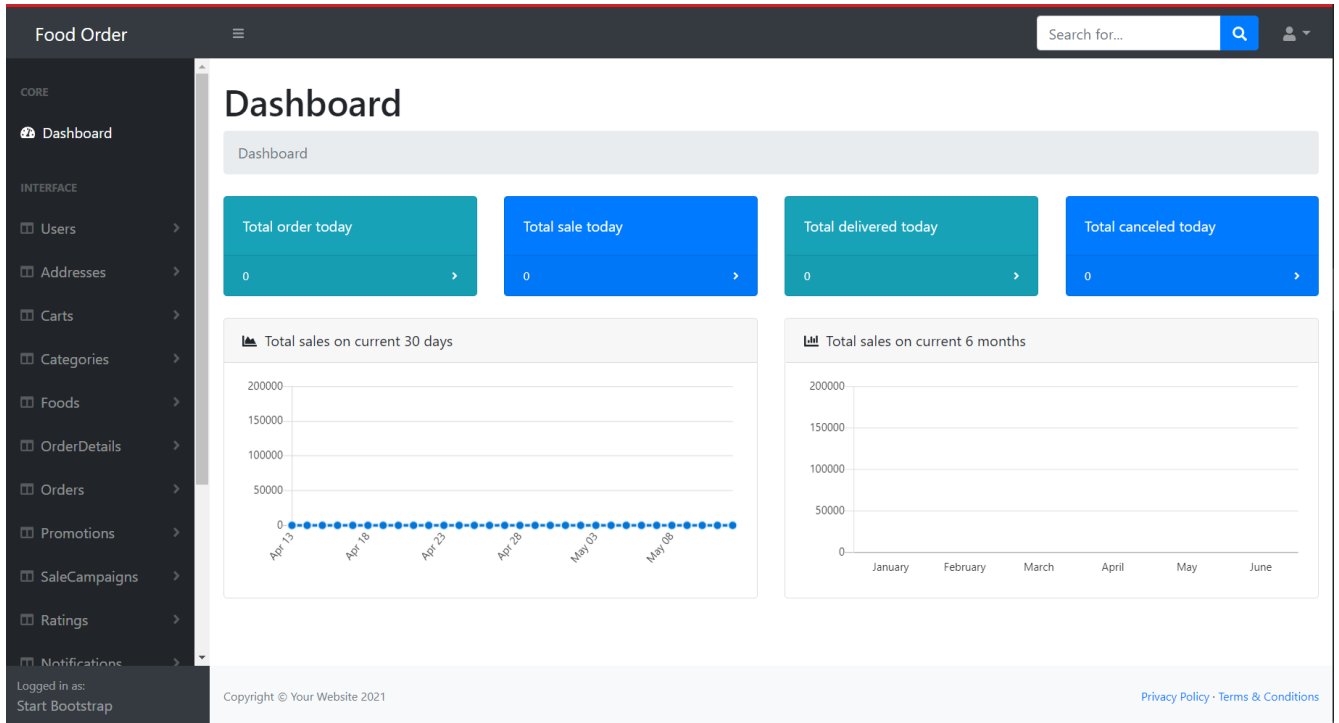 Food Order
Search for...
CORE
Dashboard
INTERFACE
Users
Addresses
Carts
Categories
Foods
OrderDetails
Orders
Promotions
SaleCampaigns
Ratings
Notifications
Logged in as:
Start Bootstrap
Dashboard
Dashboard
Total order today
0
Total sale today
0
Total delivered today
0
Total canceled today
0
Total sales on current 30 days
200000
150000
100000
50000
0
Apr 13 Apr 18 Apr 23 Apr 28 May 03 May 08
Total sales on current 6 months
200000
150000
100000
50000
0
January February March April May June
Copyright © Your Website 2021
Privacy Policy · Terms & Conditions